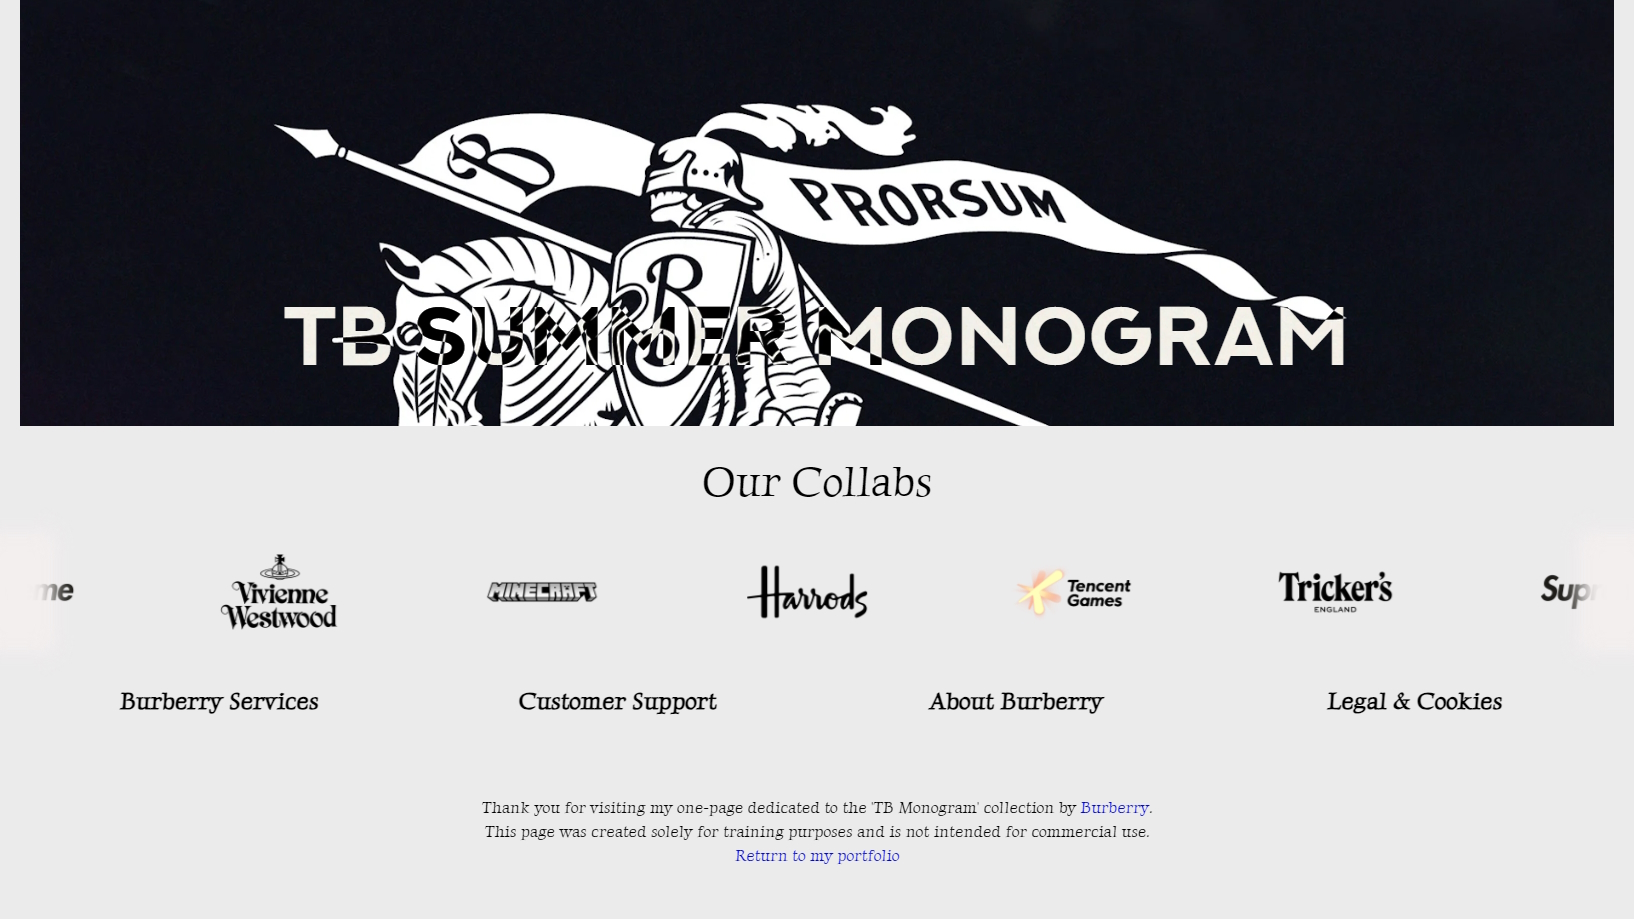 B
PRORSUM
B
TB SUMMER MONOGRAM
Our Collabs
me
Vivienne
Westwood
MINECRAFT
Harrods
Tencent
Games
Tricker's
ENGLAND
Sup
Burberry Services
Customer Support
About Burberry
Legal & Cookies
Thank you for visiting my one-page dedicated to the 'TB Monogram' collection by Burberry.
This page was created solely for training purposes and is not intended for commercial use.
Return to my portfolio